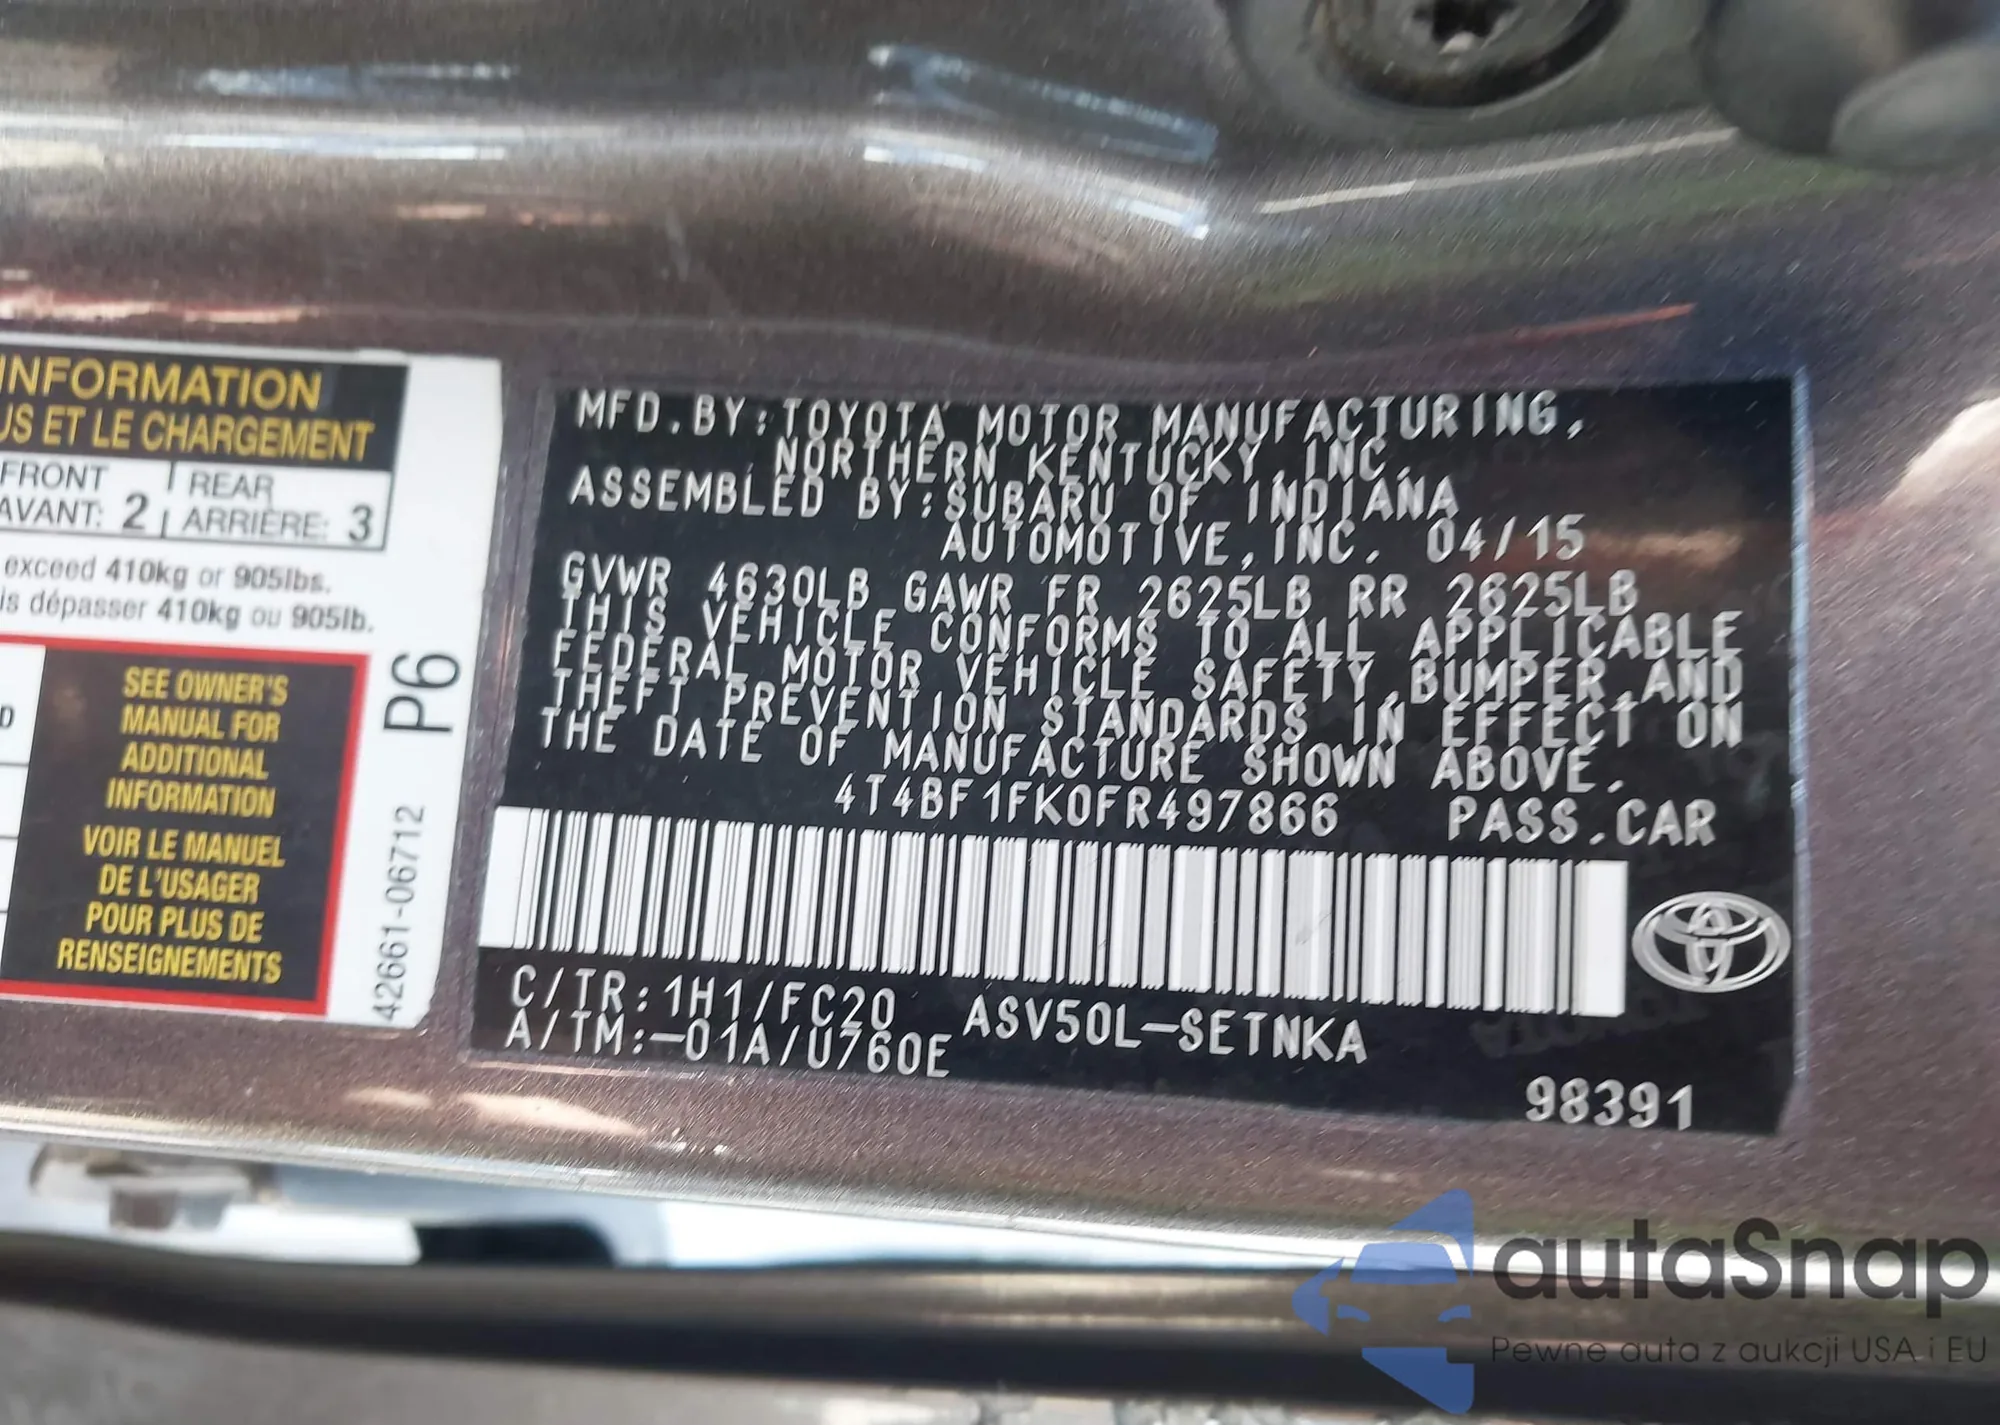 INFORMATION
US ET LE CHARGEMENT
FRONT | REAR
AVANT: 2 | ARRIÈRE: 3
exceed 410kg or 905lbs.
is dépasser 410kg ou 905lb.
SEE OWNER'S
MANUAL FOR
ADDITIONAL
INFORMATION
VOIR LE MANUEL
DE L'USAGER
POUR PLUS DE
RENSEIGNEMENTS
D
P6
42661-06712
MFD.BY:TOYOTA MOTOR MANUFACTURING,
NORTHERN KENTUCKY,INC.
ASSEMBLED BY:SUBARU OF INDIANA
AUTOMOTIVE,INC. 04/15
GVWR 4630LB GAWR FR 2625LB RR 2625LB
THIS VEHICLE CONFORMS TO ALL APPLICABLE
FEDERAL MOTOR VEHICLE SAFETY,BUMPER,AND
THEFT PREVENTION STANDARDS IN EFFECT ON
THE DATE OF MANUFACTURE SHOWN ABOVE.
4T4BF1FK0FR497866 PASS.CAR
C/TR:1H1/FC20 ASV50L-SETNKA
A/TM:-01A/U760E
98391
autaSnap
Pewne auta z aukcji USA i EU